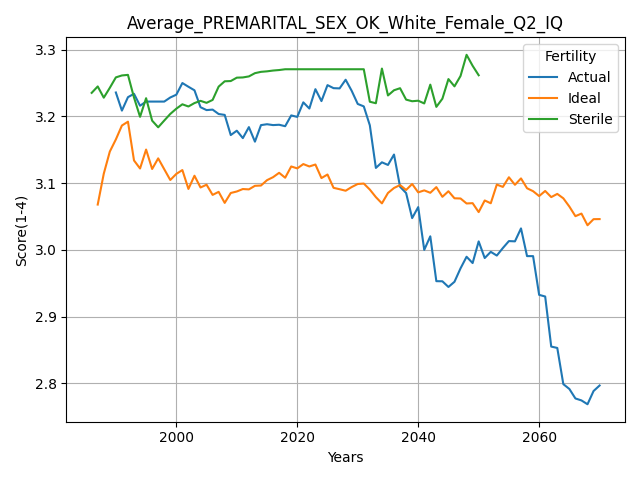 Average_PREMARITAL_SEX_OK_White_Female_Q2_IQ
3.3
3.2
3.1
3.0
2.9
2.8
Score(1-4)
Fertility
Actual
Ideal
Sterile
2000
2020
2040
2060
Years